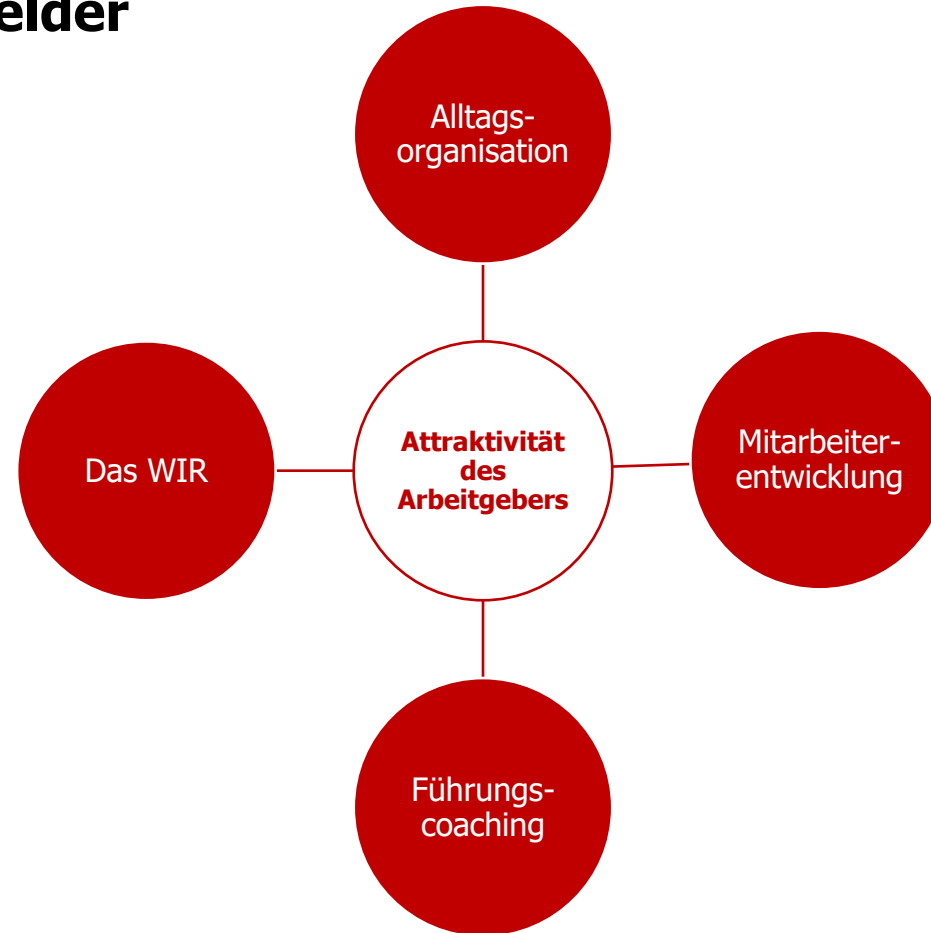 elder
Alltags-
organisation
Das WIR
Attraktivität
des
Arbeitgebers
Mitarbeiter-
entwicklung
Führungs-
coaching